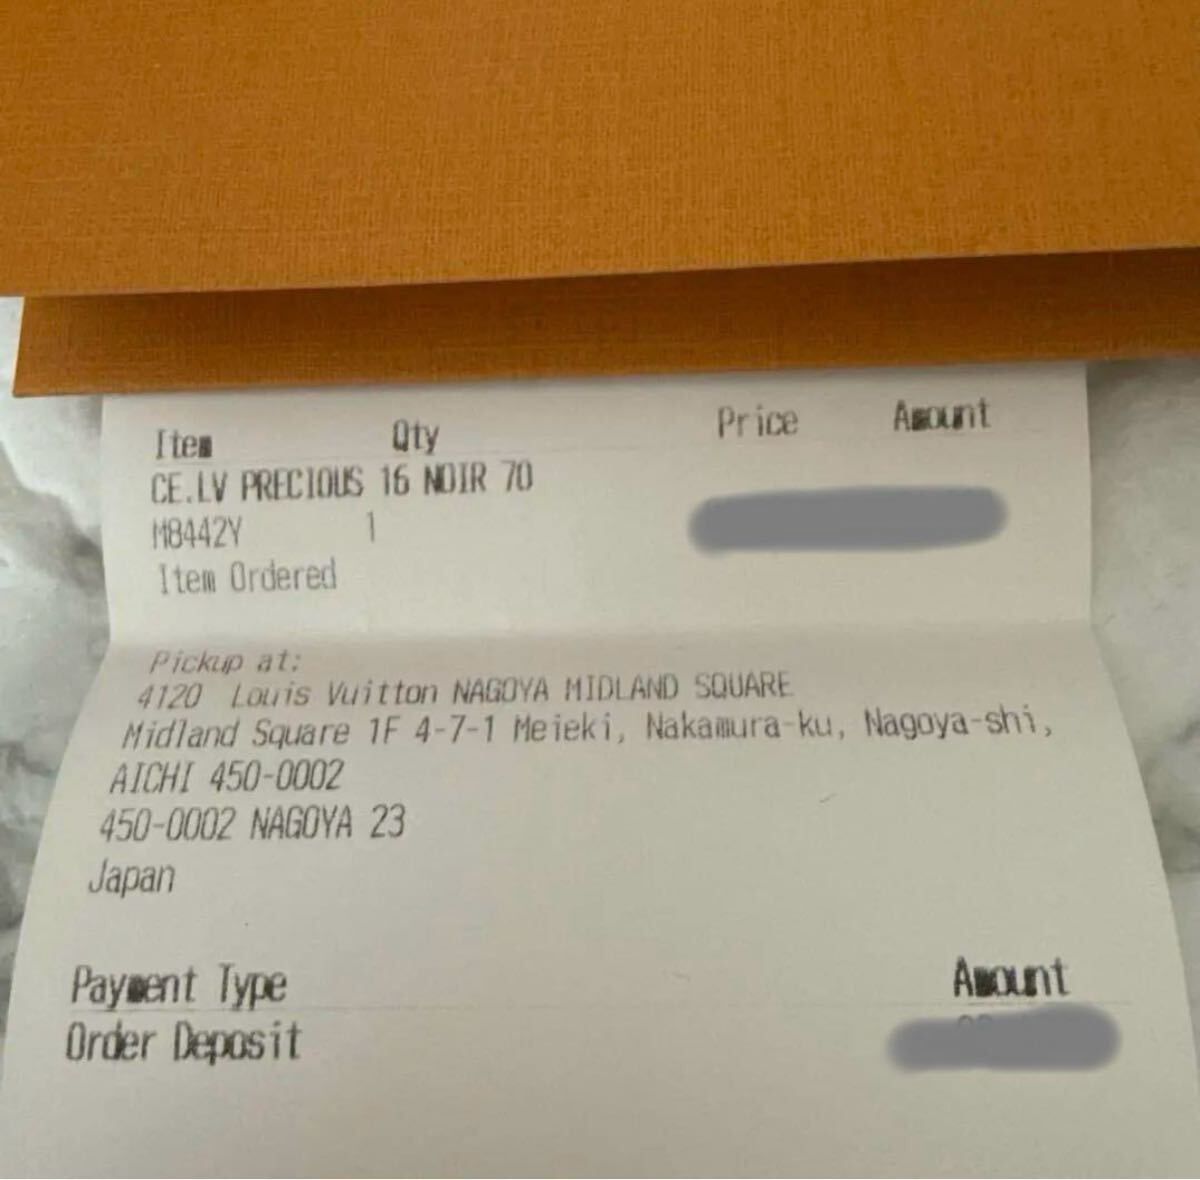 Item Qty Price Amount
CE.LV PRECIOUS 16 NOIR 70
M8442Y 1
Item Ordered
Pickup at:
4120 Louis Vuitton NAGOYA MIDLAND SQUARE
Midland Square 1F 4-7-1 Meieki, Nakamura-ku, Nagoya-shi,
AICHI 450-0002
450-0002 NAGOYA 23
Japan
Payment Type Amount
Order Deposit